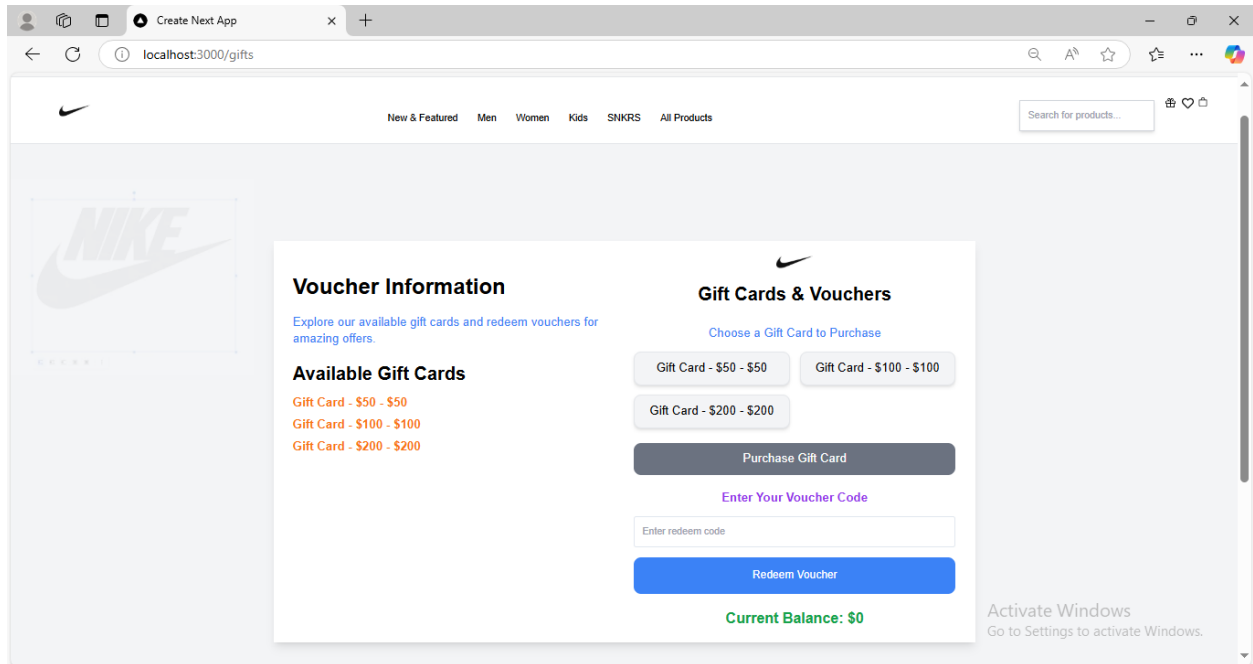 Create Next App
localhost:3000/gifts
New & Featured Men Women Kids SNKRS All Products
Search for products...
NIKE
Voucher Information
Explore our available gift cards and redeem vouchers for
amazing offers.
Available Gift Cards
Gift Card - $50 - $50
Gift Card - $100 - $100
Gift Card - $200 - $200
Gift Cards & Vouchers
Choose a Gift Card to Purchase
Gift Card - $50 - $50
Gift Card - $100 - $100
Gift Card - $200 - $200
Purchase Gift Card
Enter Your Voucher Code
Enter redeem code
Redeem Voucher
Current Balance: $0
Activate Windows
Go to Settings to activate Windows.